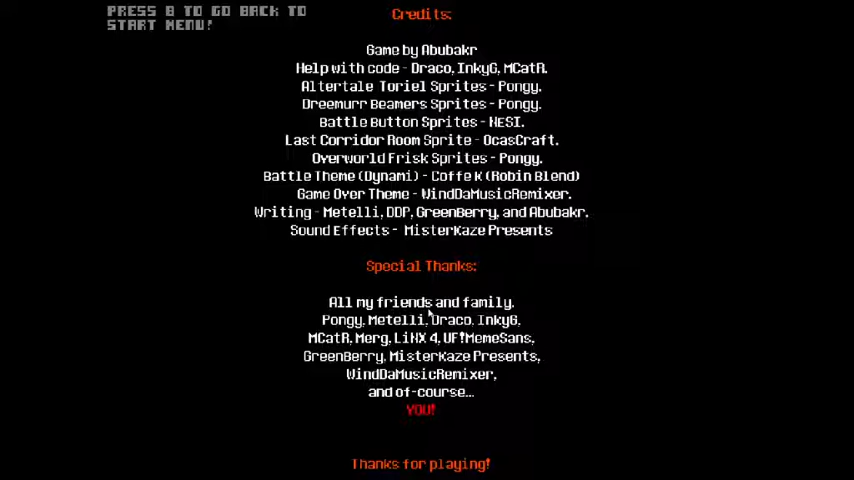 PRESS B TO GO BACK TO
START MENU!
Credits:
Game by Abubakr
Help with code - Draco, InkyG, MCatR.
Altertale Toriel Sprites - Pongy.
Dreemurr Beamers Sprites - Pongy.
Battle Button Sprites - NESI.
Last Corridor Room Sprite - OcasCraft.
Overworld Frisk Sprites - Pongy.
Battle Theme (Dynami) - Coffe K (Robin Blend)
Game Over Theme - WindDaMusicRemixer.
Writing - Metelli, DDP, GreenBerry, and Abubakr.
Sound Effects - MisterKaze Presents
Special Thanks:
All my friends and family.
Pongy, Metelli, Draco, InkyG,
MCatR, Merg, LiNX 4, UF!MemeSans,
GreenBerry, MisterKaze Presents,
WindDaMusicRemixer,
and of-course...
YOU!
Thanks for playing!